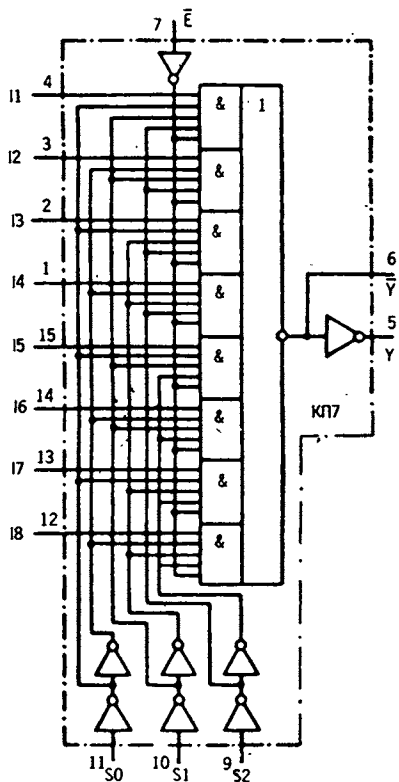 7 E̅
I1 4
& 1
I2 3
&
I3 2
&
I4 1
&
6
Y̅
5
Y
I5 15
&
КП7
I6 14
&
I7 13
&
I8 12
&
11 S0 10 S1 9 S2